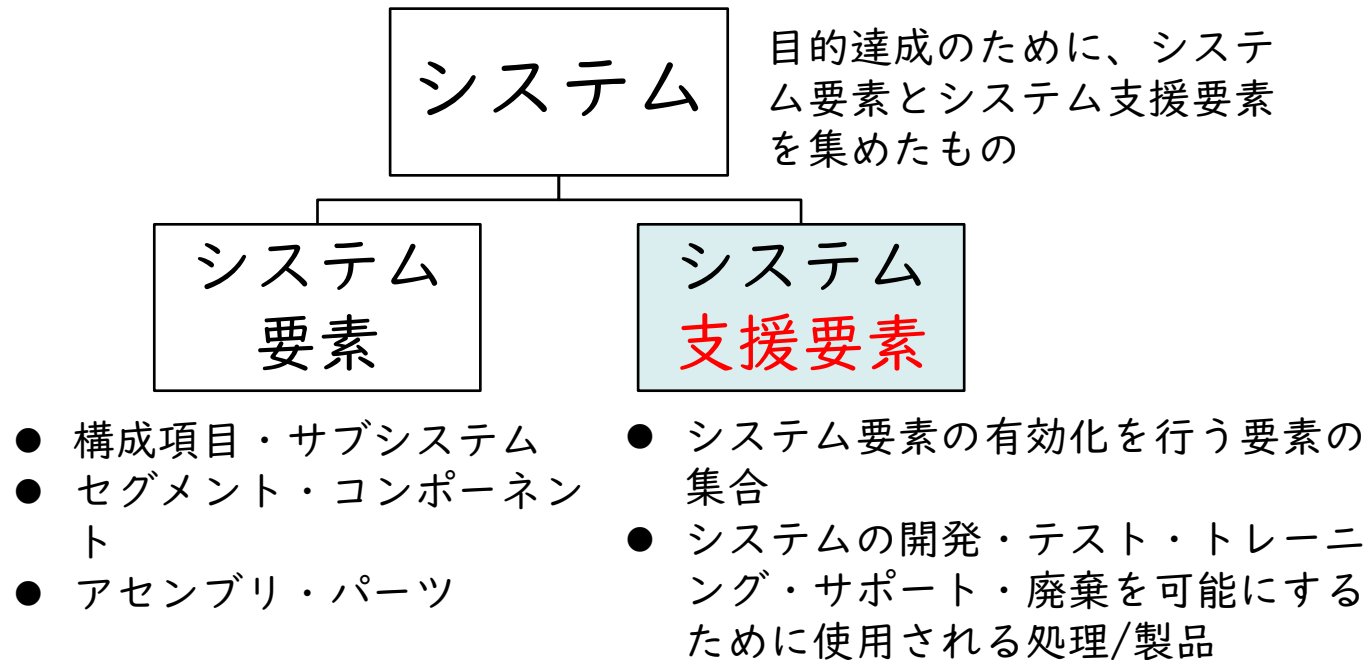 システム
目的達成のために、システ
ム要素とシステム支援要素
を集めたもの
システム
要素
システム
支援要素
● 構成項目・サブシステム
● セグメント・コンポーネン
ト
● アセンブリ・パーツ
● システム要素の有効化を行う要素の
集合
● システムの開発・テスト・トレーニ
ング・サポート・廃棄を可能にする
ために使用される処理/製品